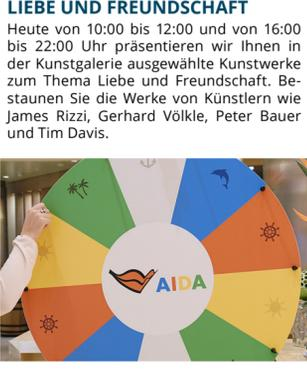 LIEBE UND FREUNDSCHAFT
Heute von 10:00 bis 12:00 und von 16:00
bis 22:00 Uhr präsentieren wir Ihnen in
der Kunstgalerie ausgewählte Kunstwerke
zum Thema Liebe und Freundschaft. Be-
staunen Sie die Werke von Künstlern wie
James Rizzi, Gerhard Völkle, Peter Bauer
und Tim Davis.
AIDA